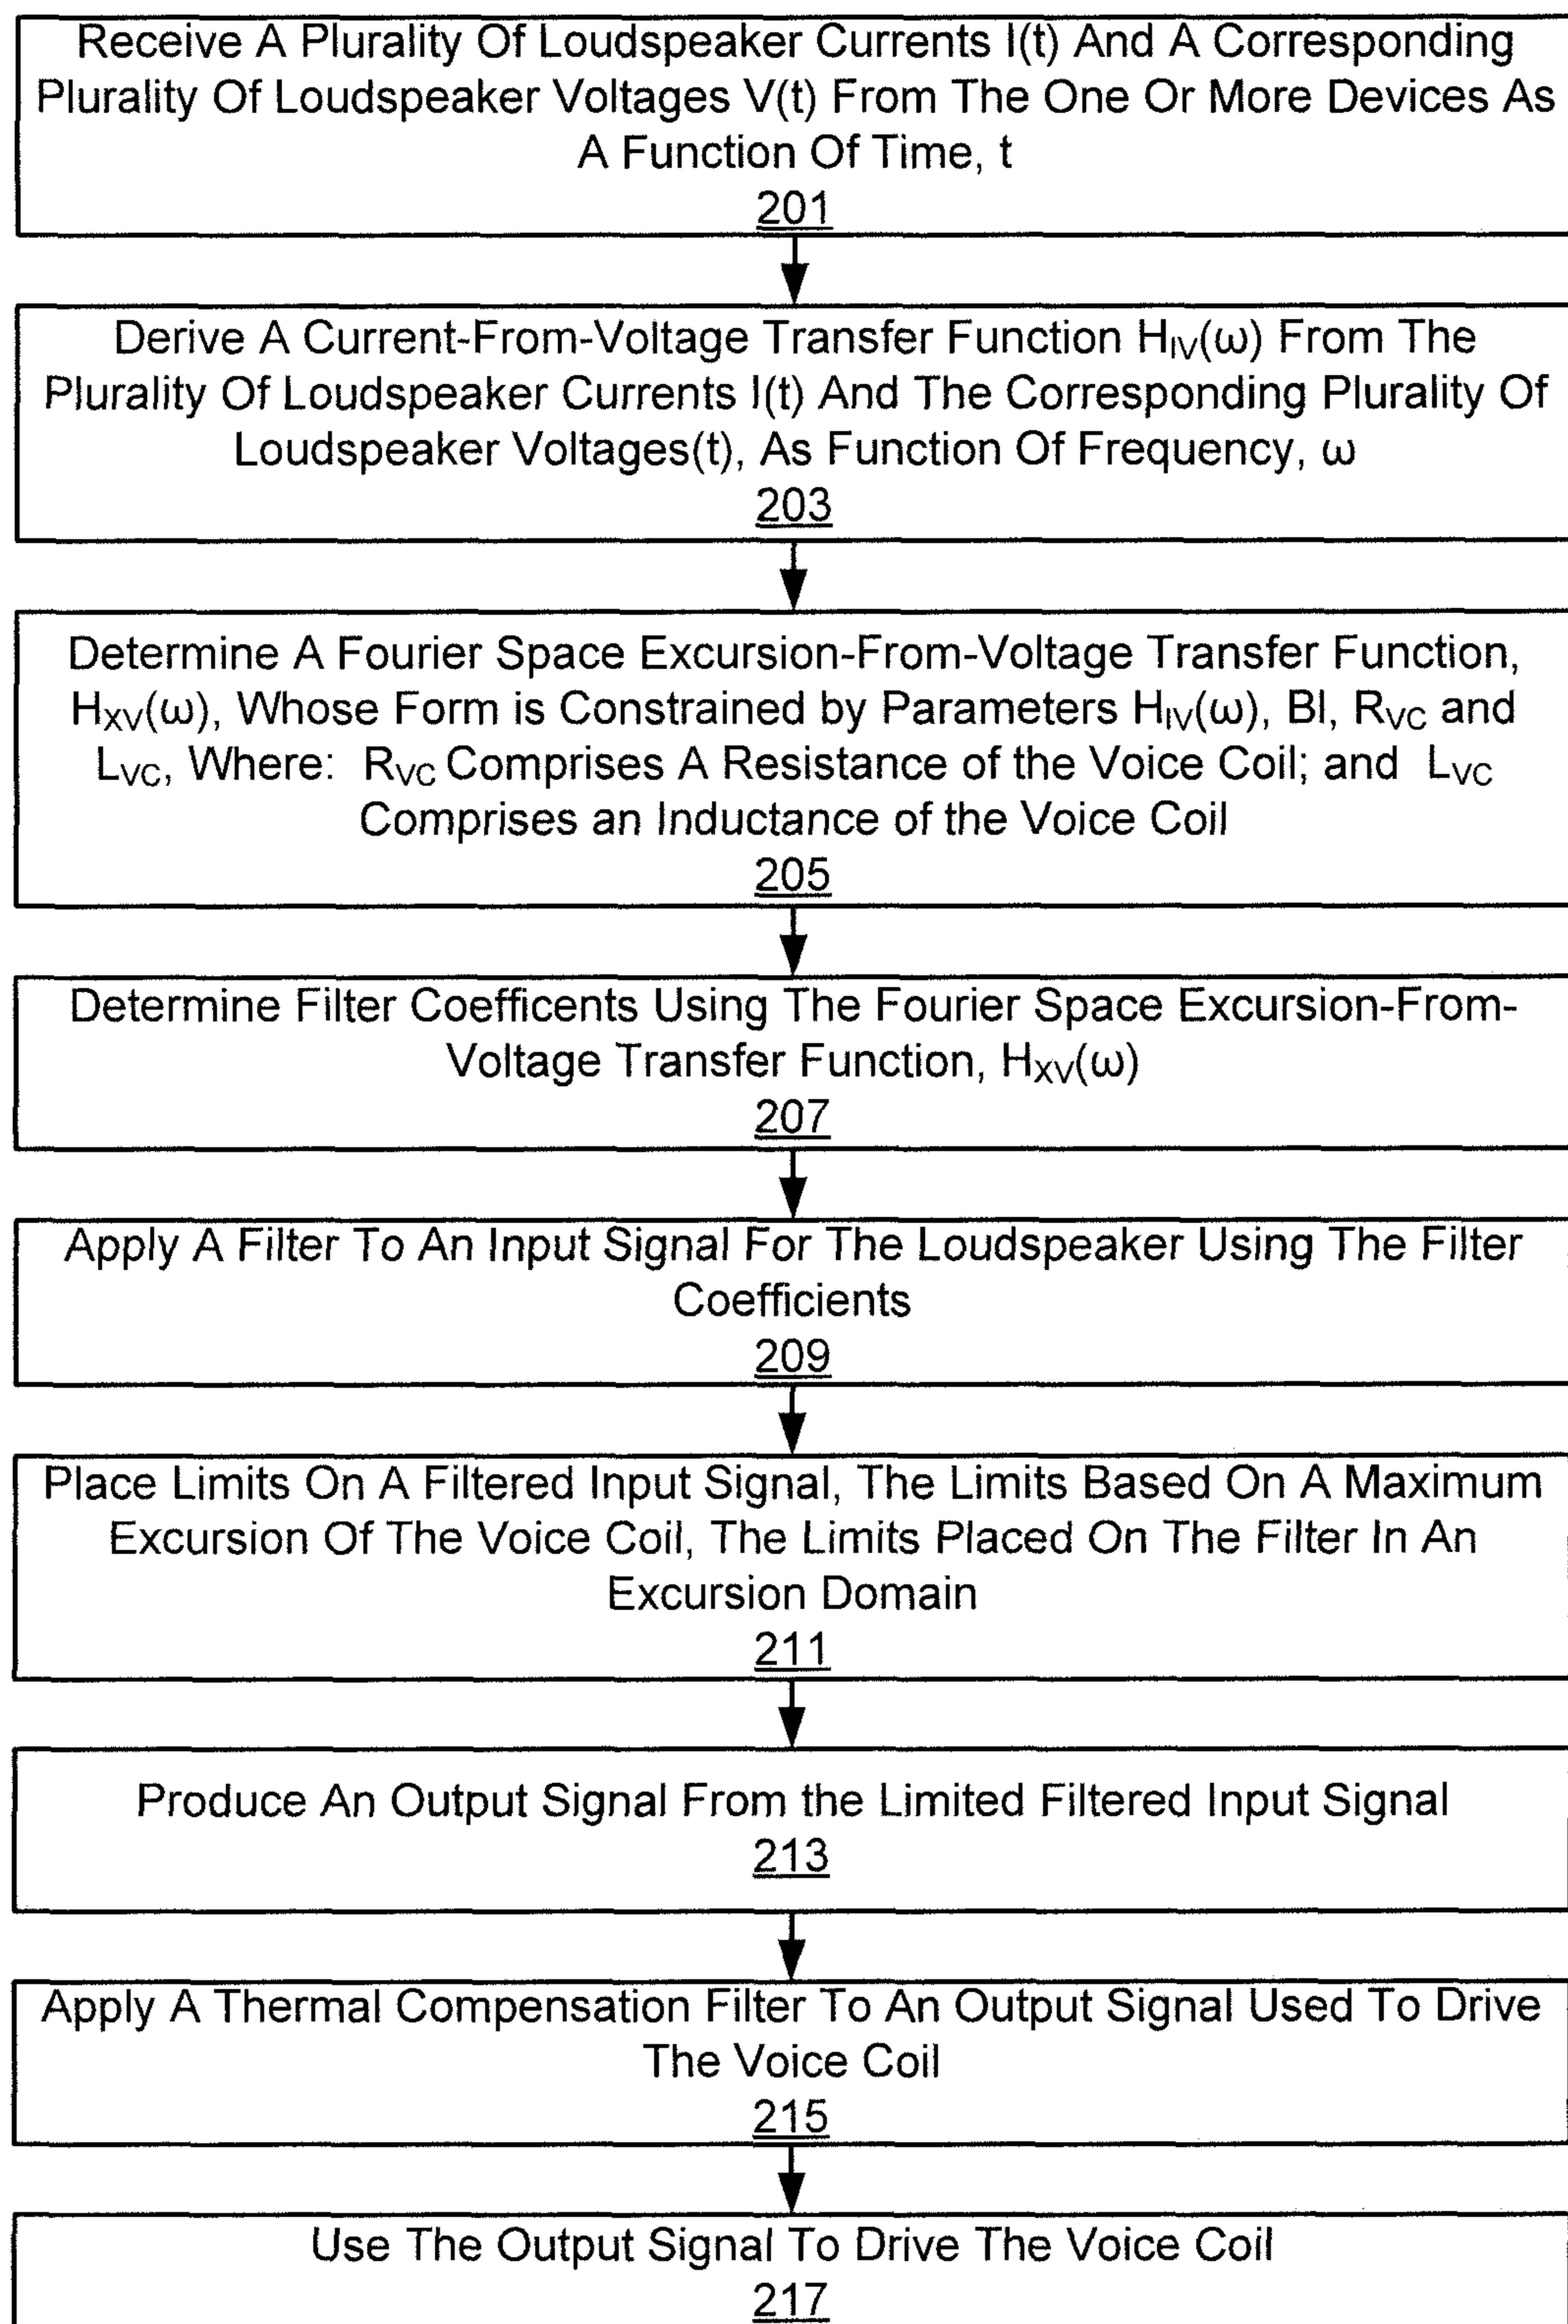 Receive A Plurality Of Loudspeaker Currents I(t) And A Corresponding
Plurality Of Loudspeaker Voltages V(t) From The One Or More Devices As
A Function Of Time, t
201
Derive A Current-From-Voltage Transfer Function HIV(ω) From The
Plurality Of Loudspeaker Currents I(t) And The Corresponding Plurality Of
Loudspeaker Voltages(t), As Function Of Frequency, ω
203
Determine A Fourier Space Excursion-From-Voltage Transfer Function,
HXV(ω), Whose Form is Constrained by Parameters HIV(ω), Bl, RVC and
LVC, Where: RVC Comprises A Resistance of the Voice Coil; and LVC
Comprises an Inductance of the Voice Coil
205
Determine Filter Coefficents Using The Fourier Space Excursion-From-
Voltage Transfer Function, HXV(ω)
207
Apply A Filter To An Input Signal For The Loudspeaker Using The Filter
Coefficients
209
Place Limits On A Filtered Input Signal, The Limits Based On A Maximum
Excursion Of The Voice Coil, The Limits Placed On The Filter In An
Excursion Domain
211
Produce An Output Signal From the Limited Filtered Input Signal
213
Apply A Thermal Compensation Filter To An Output Signal Used To Drive
The Voice Coil
215
Use The Output Signal To Drive The Voice Coil
217